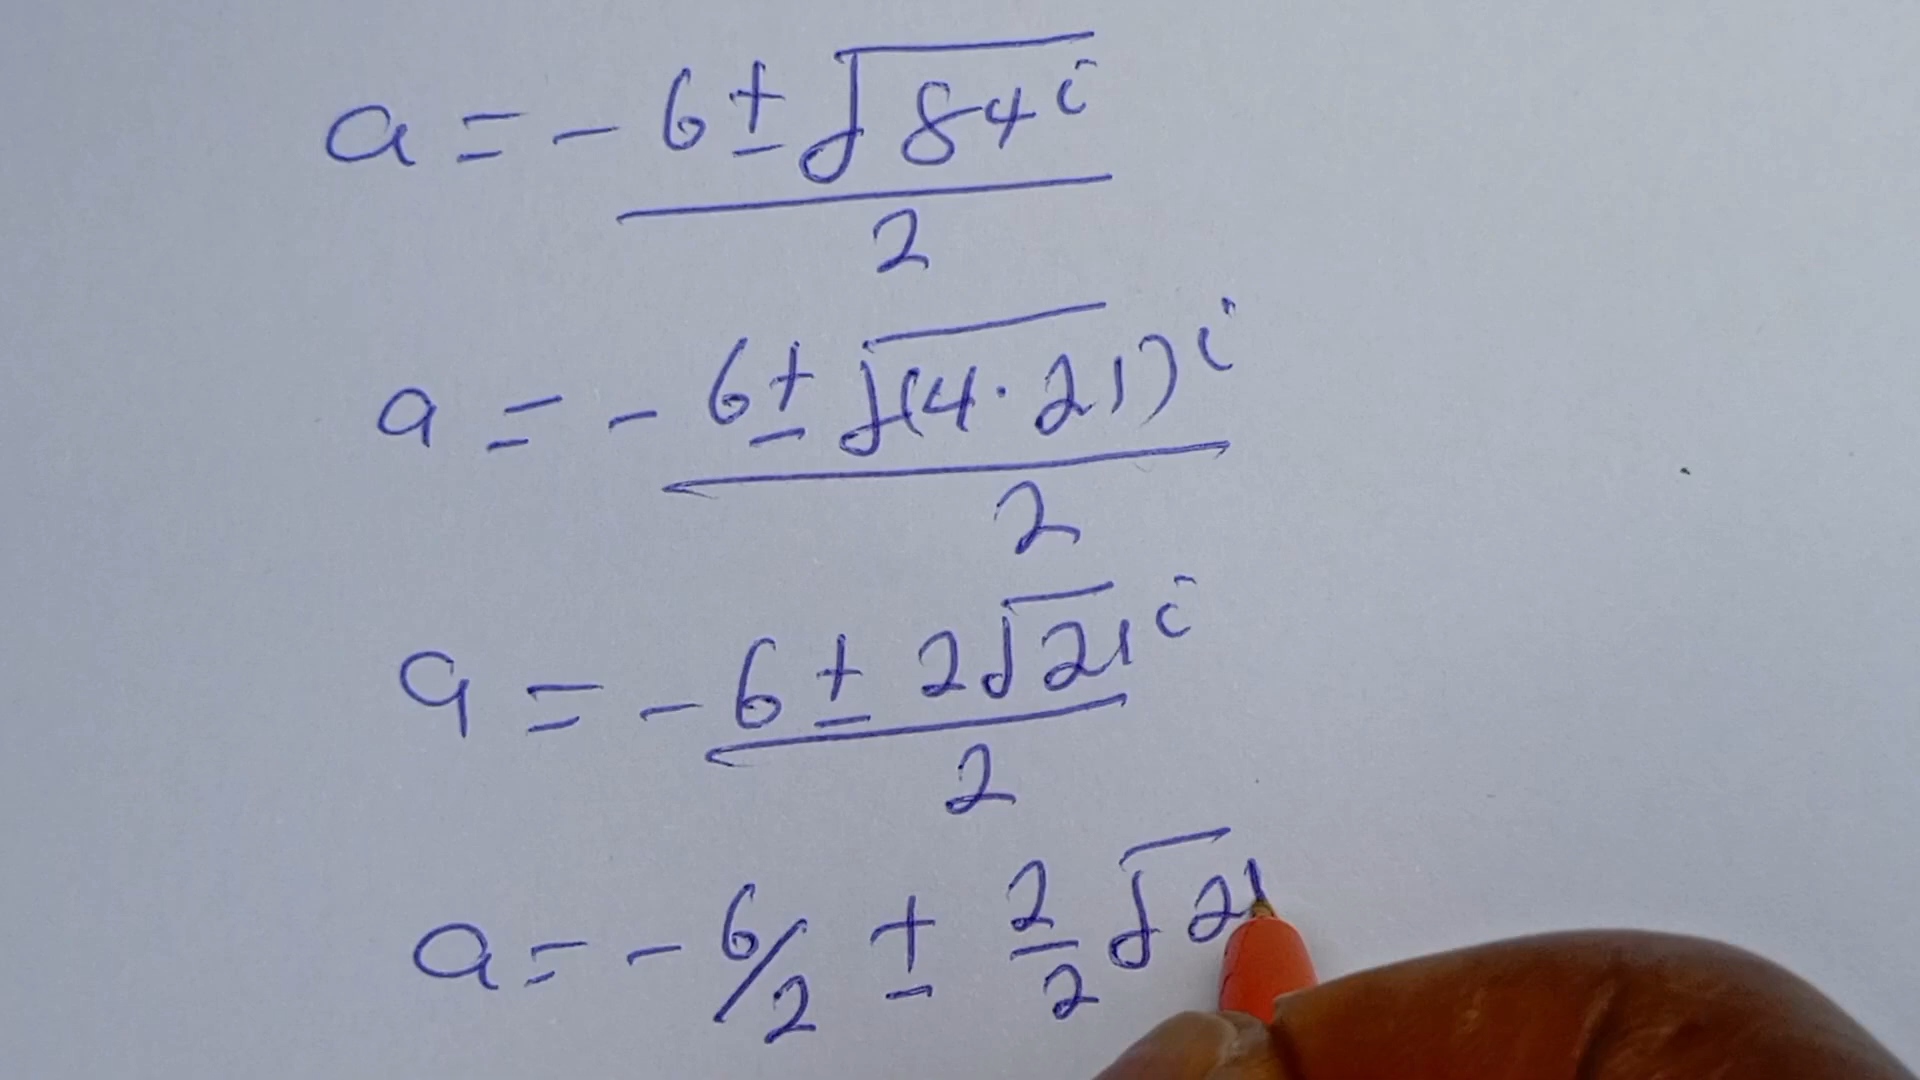 a = -6 ± √84 i / 2
a = -6 ± √(4·21) i / 2
a = -6 ± 2√21 i / 2
a = -6/2 ± 2/2 √21